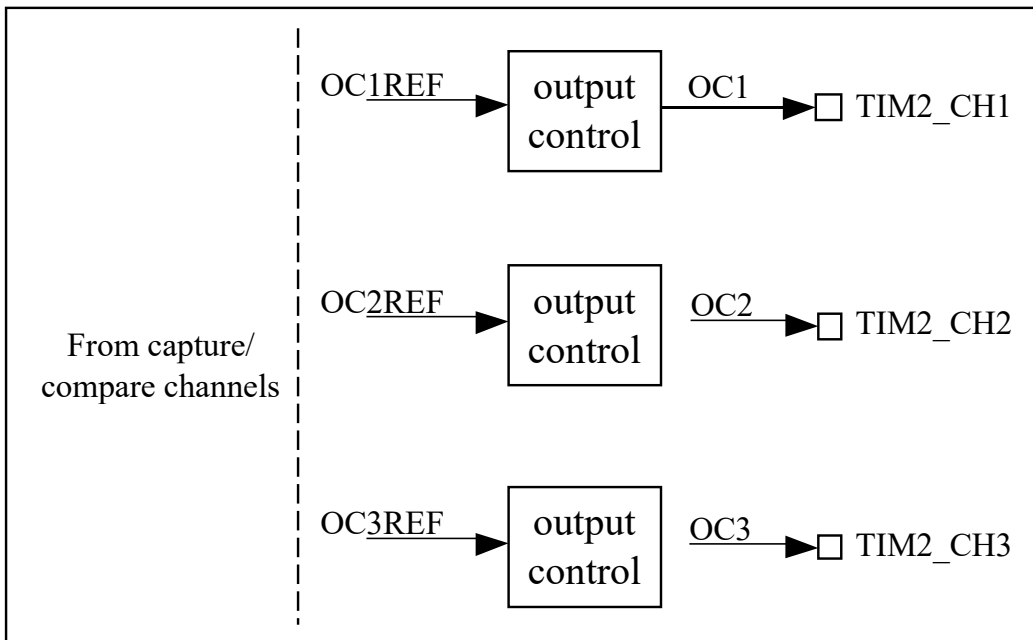 OC1REF
output
control
OC1
TIM2_CH1
From capture/
compare channels
OC2REF
output
control
OC2
TIM2_CH2
OC3REF
output
control
OC3
TIM2_CH3